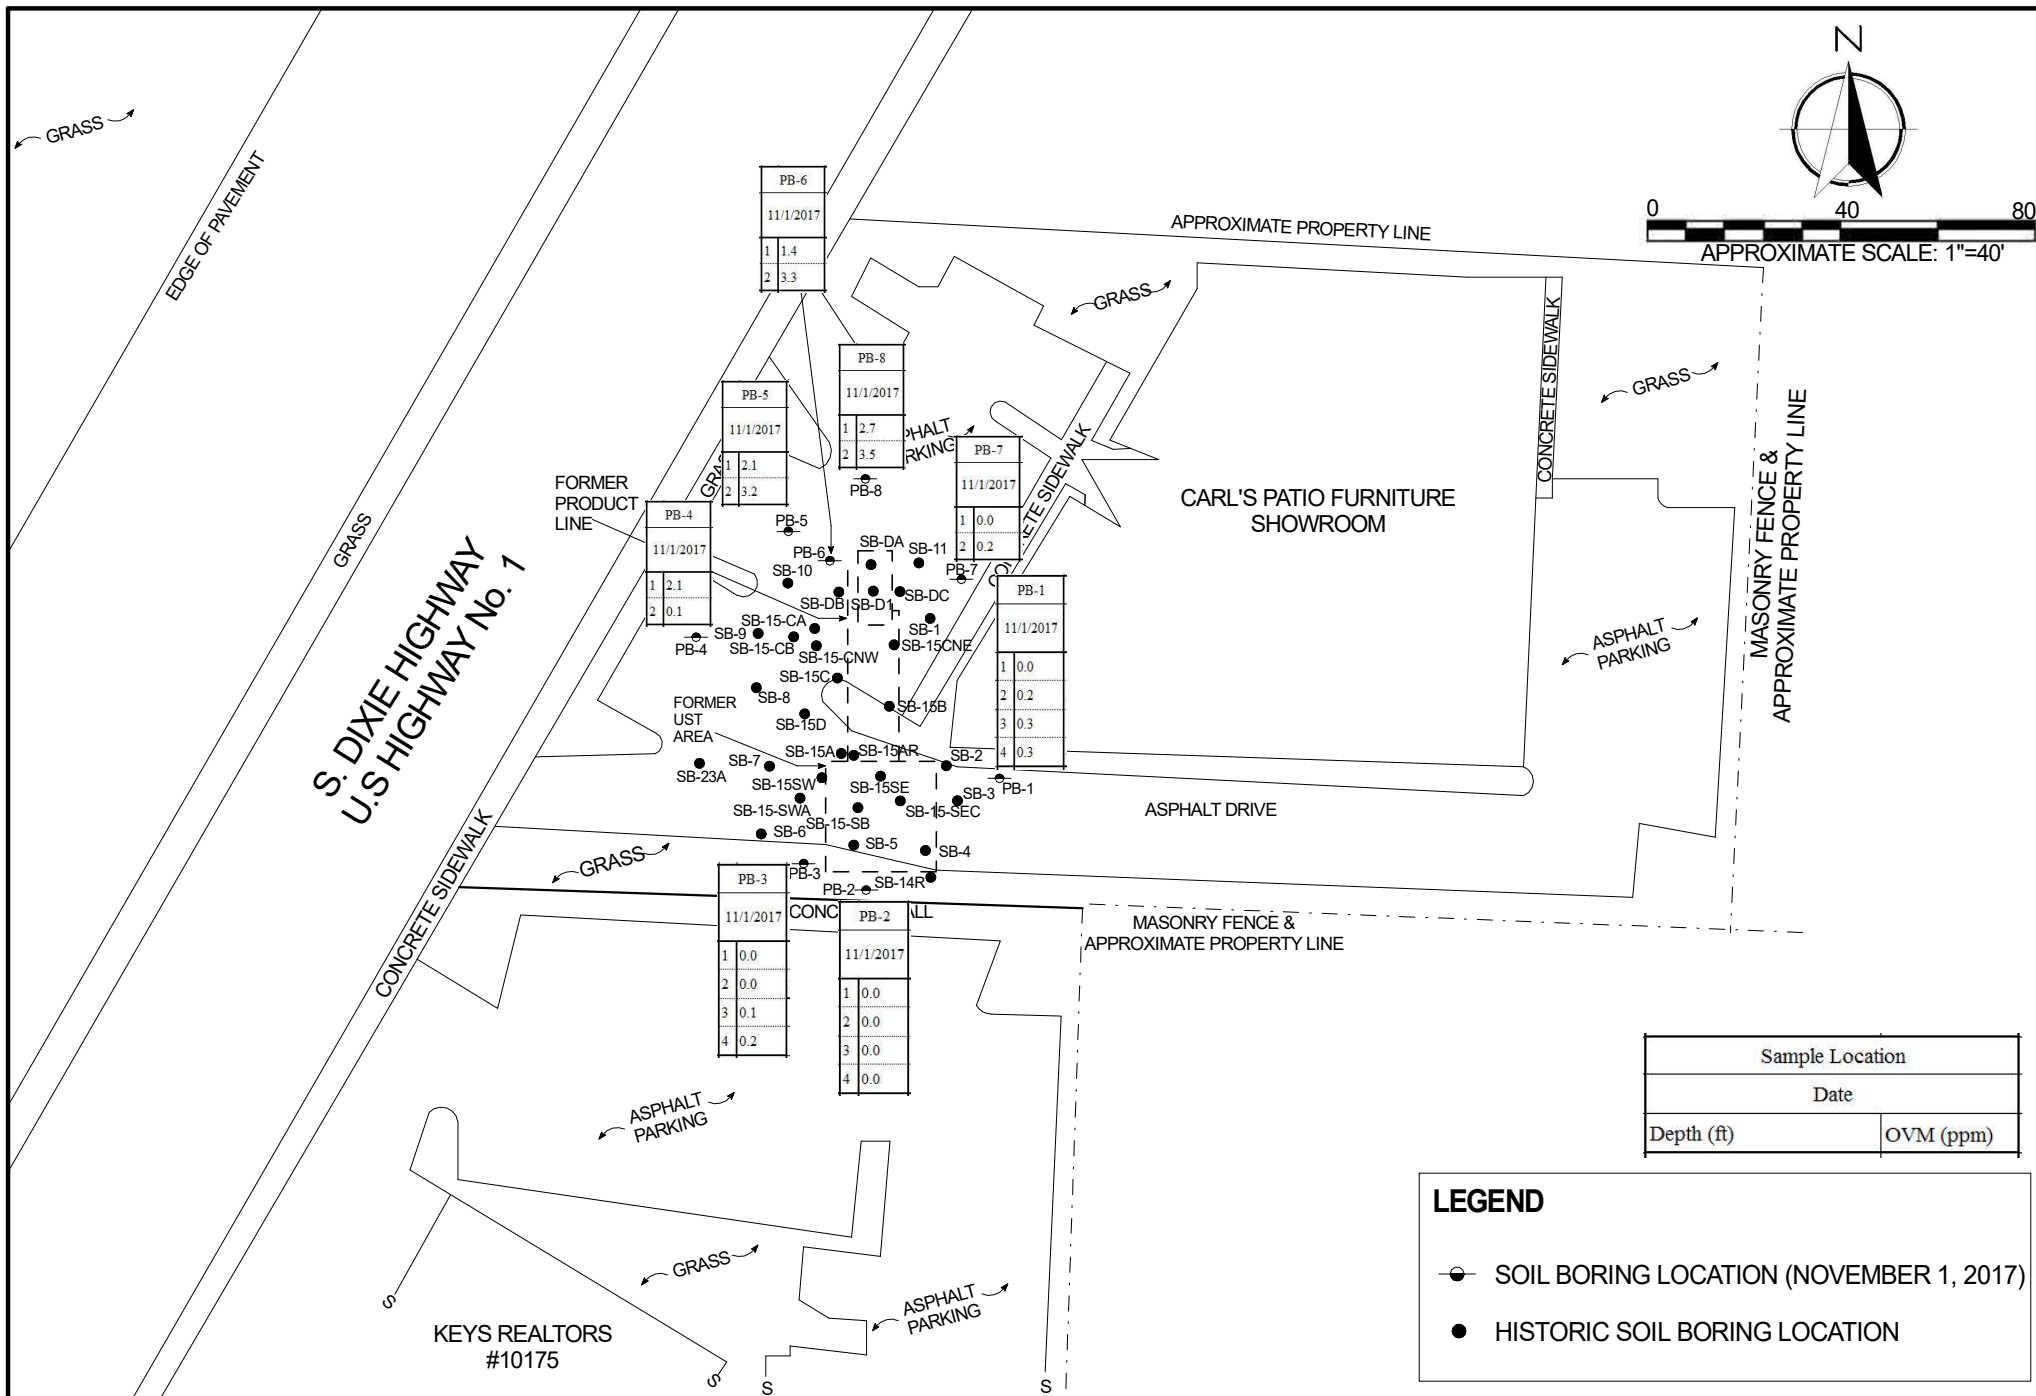 N
0 40 80
APPROXIMATE SCALE: 1"=40'
GRASS
EDGE OF PAVEMENT
GRASS
S. DIXIE HIGHWAY
U.S HIGHWAY No. 1
CONCRETE SIDEWALK
APPROXIMATE PROPERTY LINE
GRASS
CONCRETE SIDEWALK
GRASS
MASONRY FENCE &
APPROXIMATE PROPERTY LINE
PB-6
11/1/2017
1 1.4
2 3.3
PB-8
11/1/2017
1 2.7
2 3.5
PB-5
11/1/2017
1 2.1
2 3.2
PB-7
11/1/2017
1 0.0
2 0.2
PB-4
11/1/2017
1 2.1
2 0.1
PB-1
11/1/2017
1 0.0
2 0.2
3 0.3
4 0.3
PHALT
RKING
GRAS
ETE SIDEWALK
CO
CARL'S PATIO FURNITURE
SHOWROOM
FORMER
PRODUCT
LINE
PB-8
PB-5
PB-6
SB-DA
SB-11
PB-7
SB-10
SB-DB
SB-D1
SB-DC
SB-1
SB-15-CA
SB-9
PB-4
SB-15-CB
SB-15-CNW
SB-15CNE
SB-15C
SB-8
SB-15B
SB-15D
FORMER
UST
AREA
SB-15A
SB-15AR
SB-2
SB-7
SB-23A
SB-15SW
SB-15SE
SB-3
PB-1
SB-15-SWA
SB-15-SB
SB-15-SEC
SB-6
SB-5
SB-4
PB-3
PB-2
SB-14R
ASPHALT DRIVE
ASPHALT
PARKING
GRASS
CONC
ALL
MASONRY FENCE &
APPROXIMATE PROPERTY LINE
PB-3
11/1/2017
1 0.0
2 0.0
3 0.1
4 0.2
PB-2
11/1/2017
1 0.0
2 0.0
3 0.0
4 0.0
ASPHALT
PARKING
GRASS
ASPHALT
PARKING
S
S
S
S
KEYS REALTORS
#10175
Sample Location
Date
Depth (ft) OVM (ppm)
LEGEND
SOIL BORING LOCATION (NOVEMBER 1, 2017)
HISTORIC SOIL BORING LOCATION